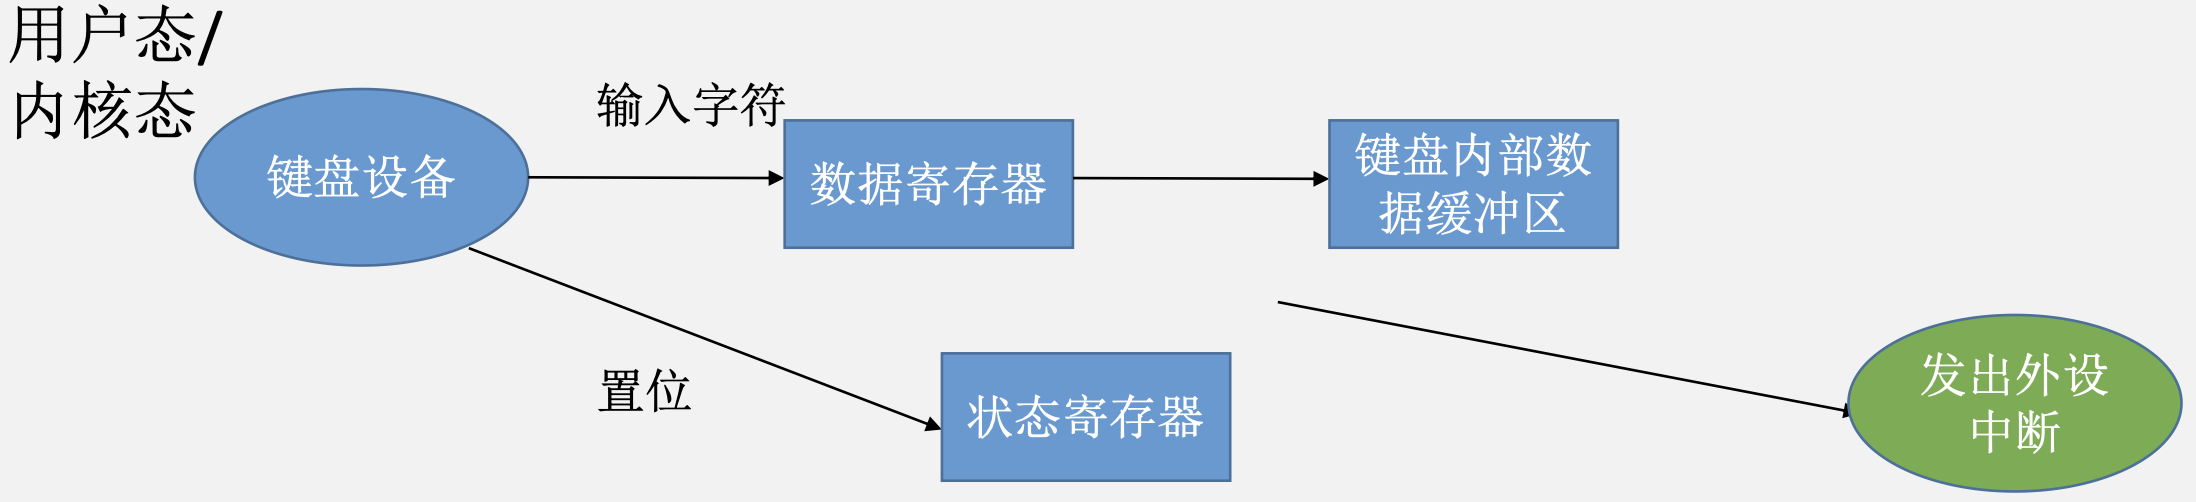 用户态/
内核态
键盘设备
输入字符
数据寄存器
键盘内部数
据缓冲区
置位
状态寄存器
发出外设
中断